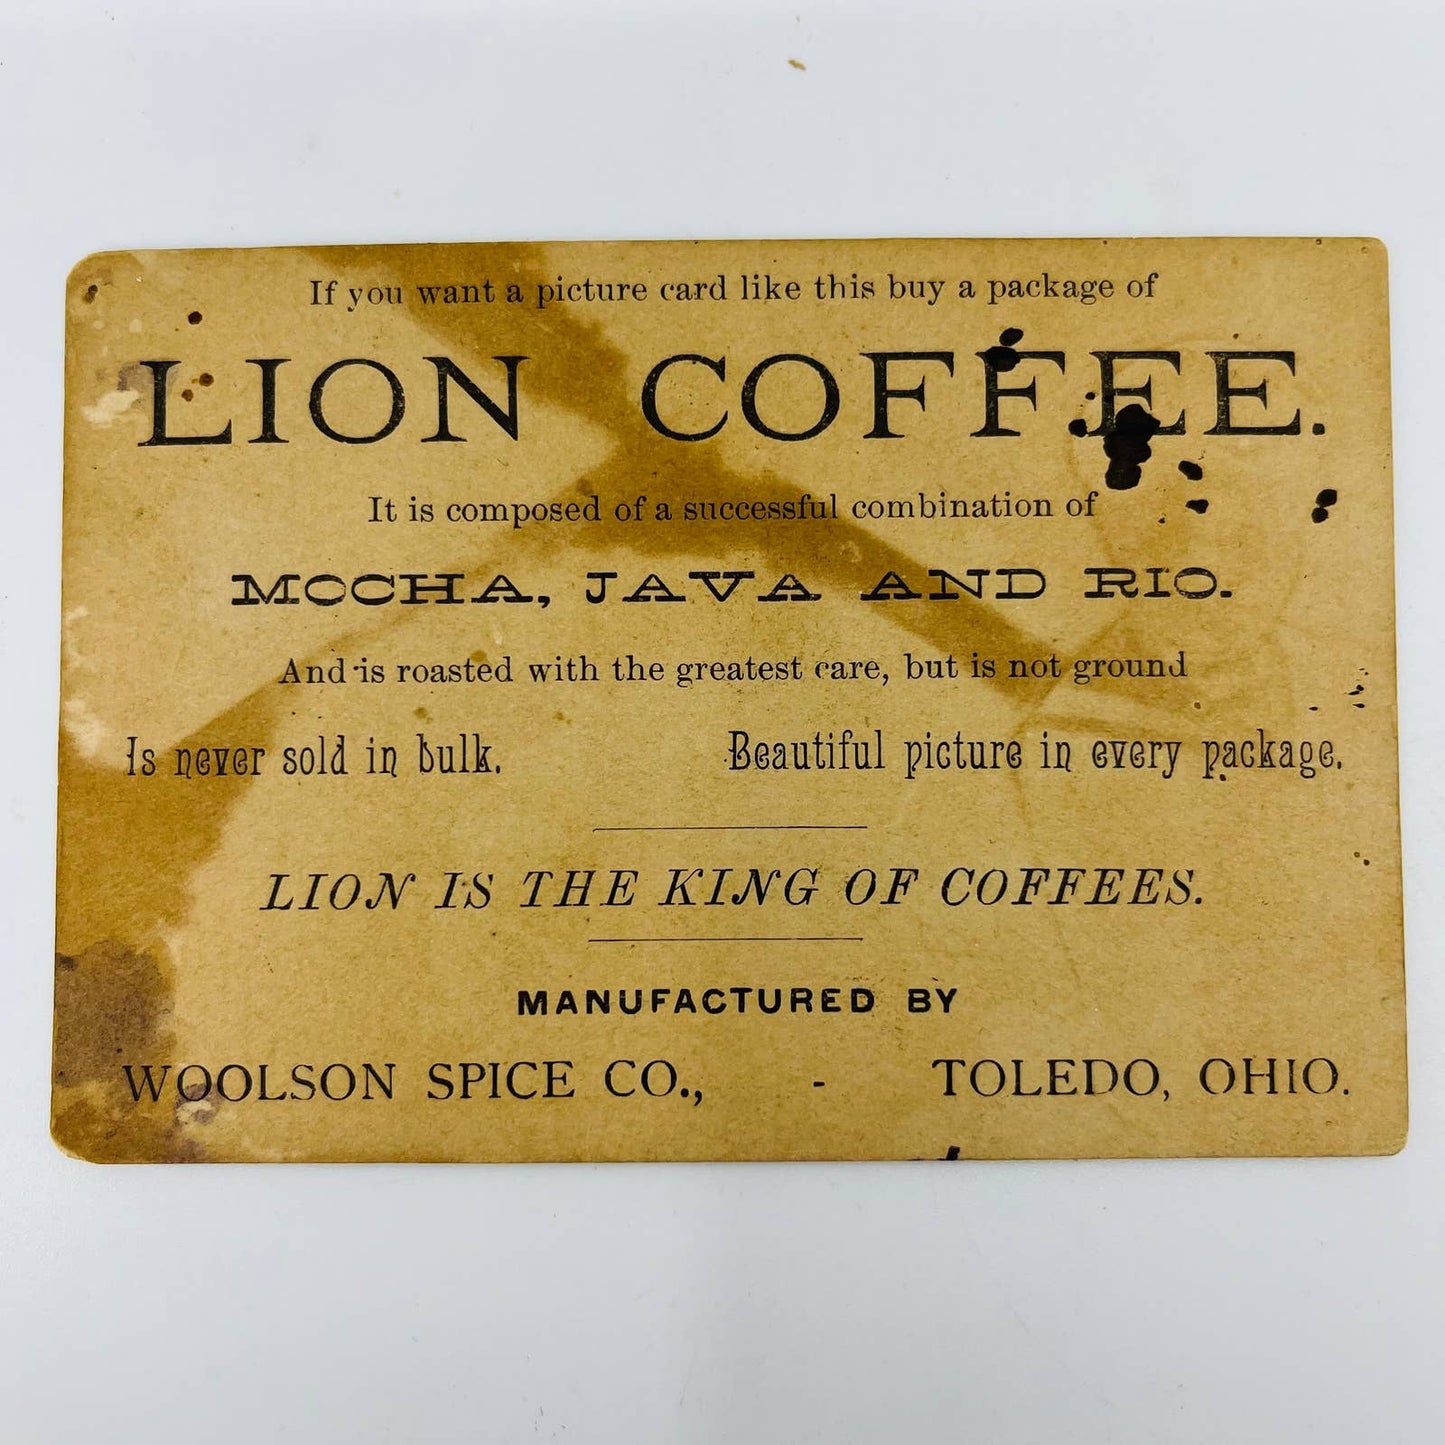 If you want a picture card like this buy a package of
LION COFFEE.
It is composed of a successful combination of
MOCHA, JAVA AND RIO.
And is roasted with the greatest care, but is not ground
Is never sold in bulk. Beautiful picture in every package.
LION IS THE KING OF COFFEES.
MANUFACTURED BY
WOOLSON SPICE CO., - TOLEDO, OHIO.